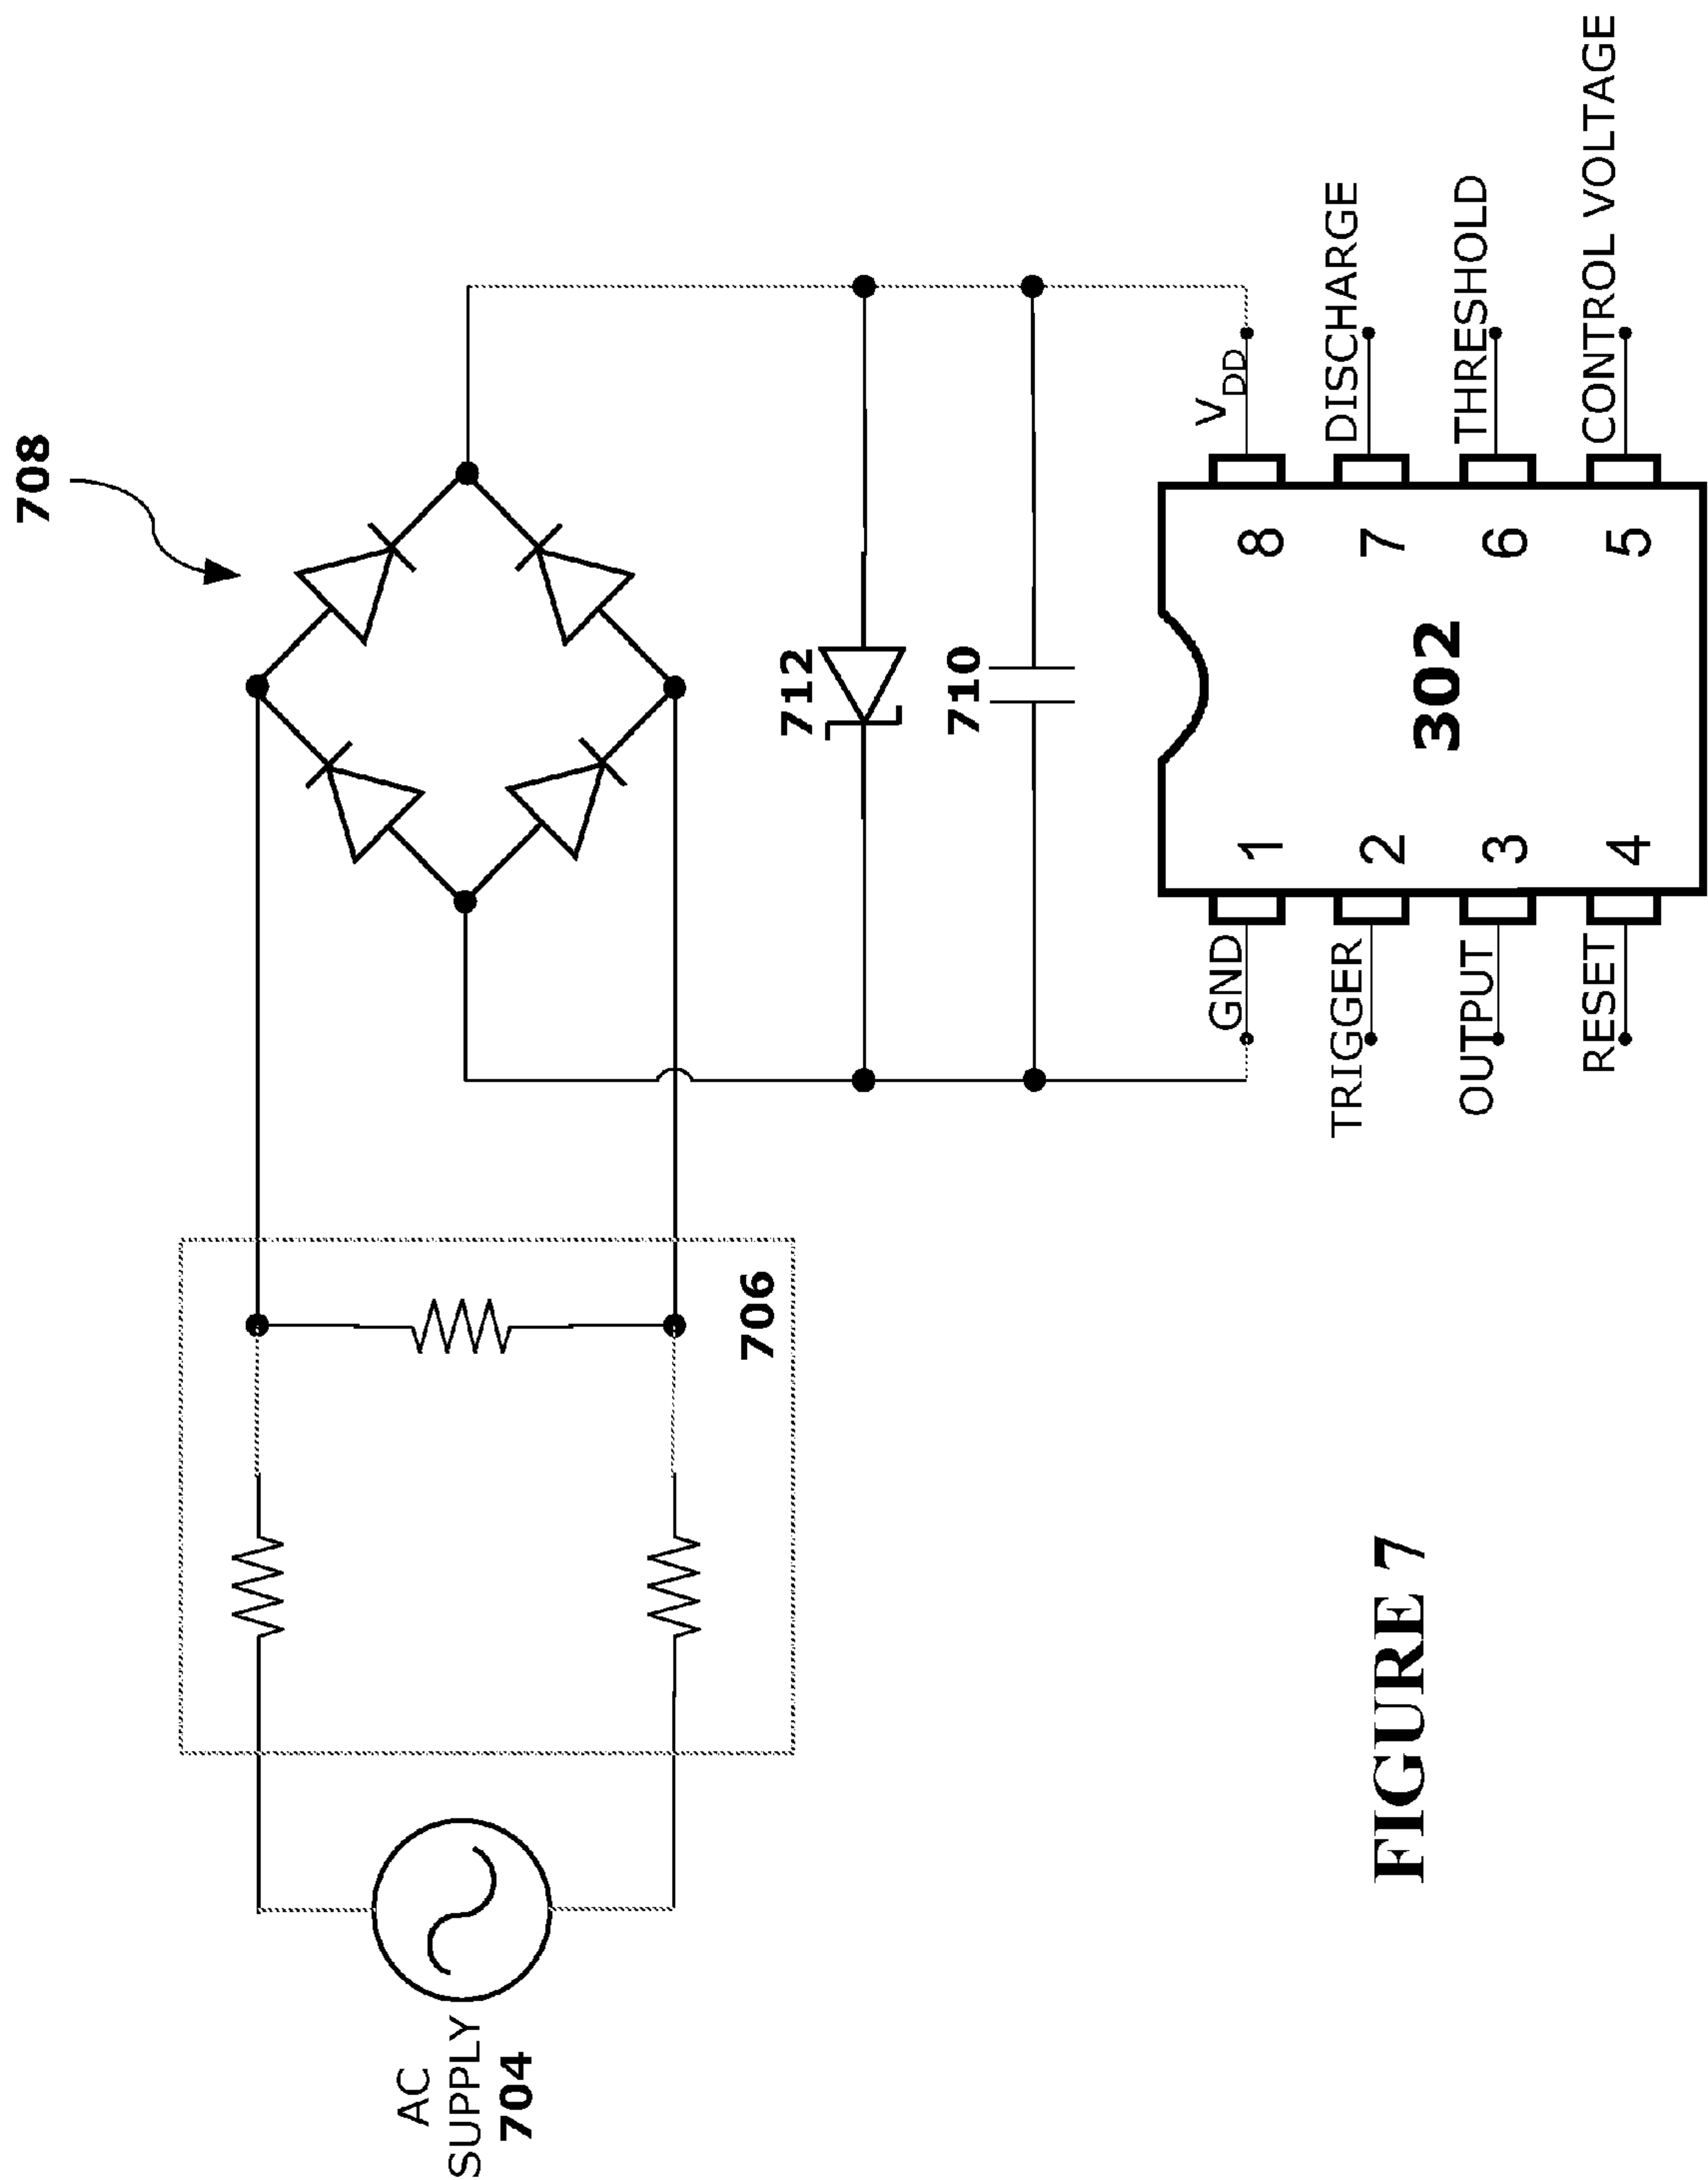 708
AC
SUPPLY
704
706
712
710
GND
TRIGGER
OUTPUT
RESET
1
2
3
4
302
8
7
6
5
VDD
DISCHARGE
THRESHOLD
CONTROL VOLTAGE
FIGURE 7